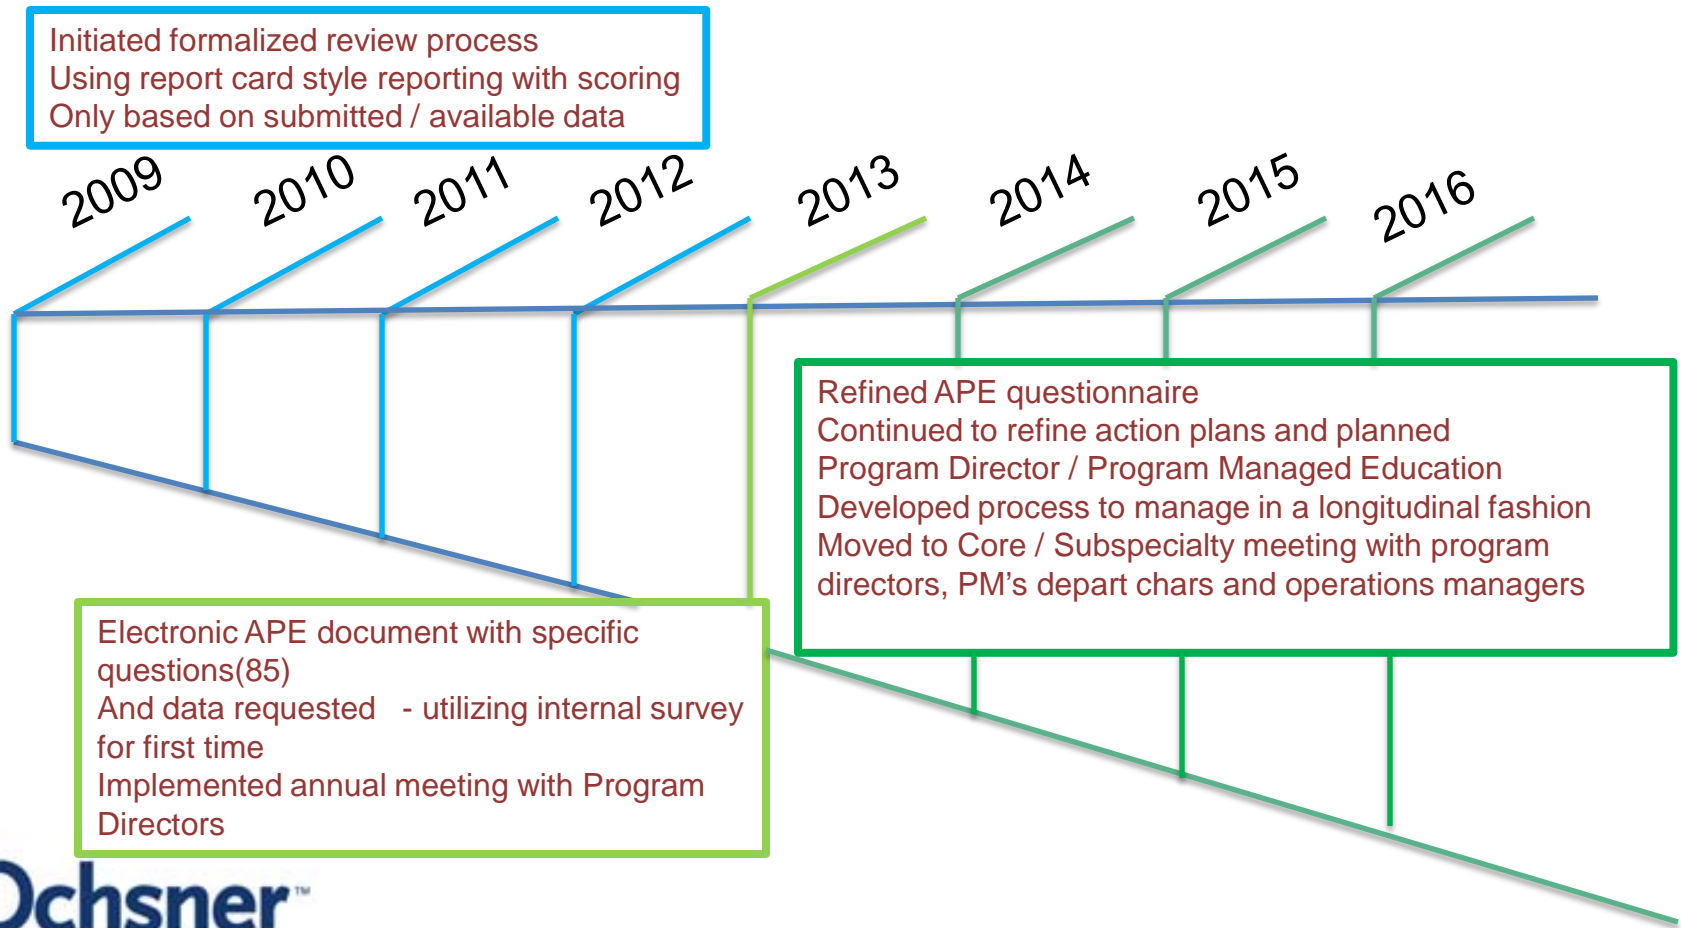 Initiated formalized review process
Using report card style reporting with scoring
Only based on submitted / available data
2009 2010 2011 2012 2013 2014 2015 2016
Refined APE questionnaire
Continued to refine action plans and planned
Program Director / Program Managed Education
Developed process to manage in a longitudinal fashion
Moved to Core / Subspecialty meeting with program
directors, PM's depart chars and operations managers
Electronic APE document with specific
questions(85)
And data requested   - utilizing internal survey
for first time
Implemented annual meeting with Program
Directors
Ochsner™